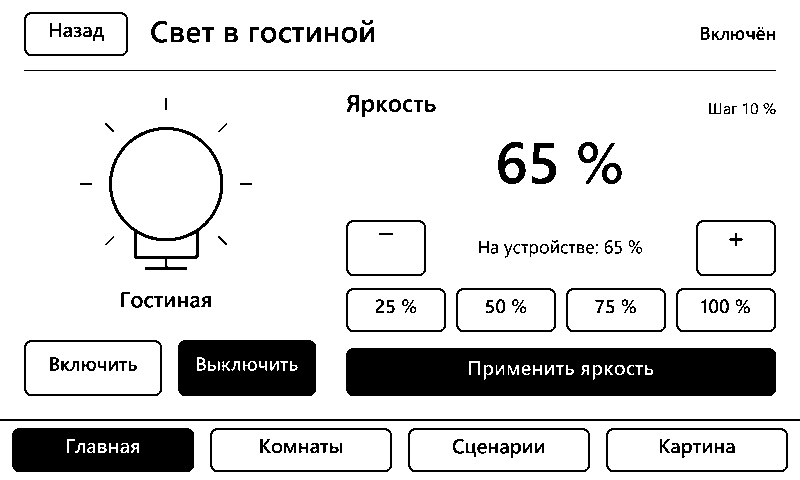 Назад
Свет в гостиной
Включён
Яркость
Шаг 10 %
65 %
−
На устройстве: 65 %
+
Гостиная
25 %
50 %
75 %
100 %
Включить
Выключить
Применить яркость
Главная
Комнаты
Сценарии
Картина